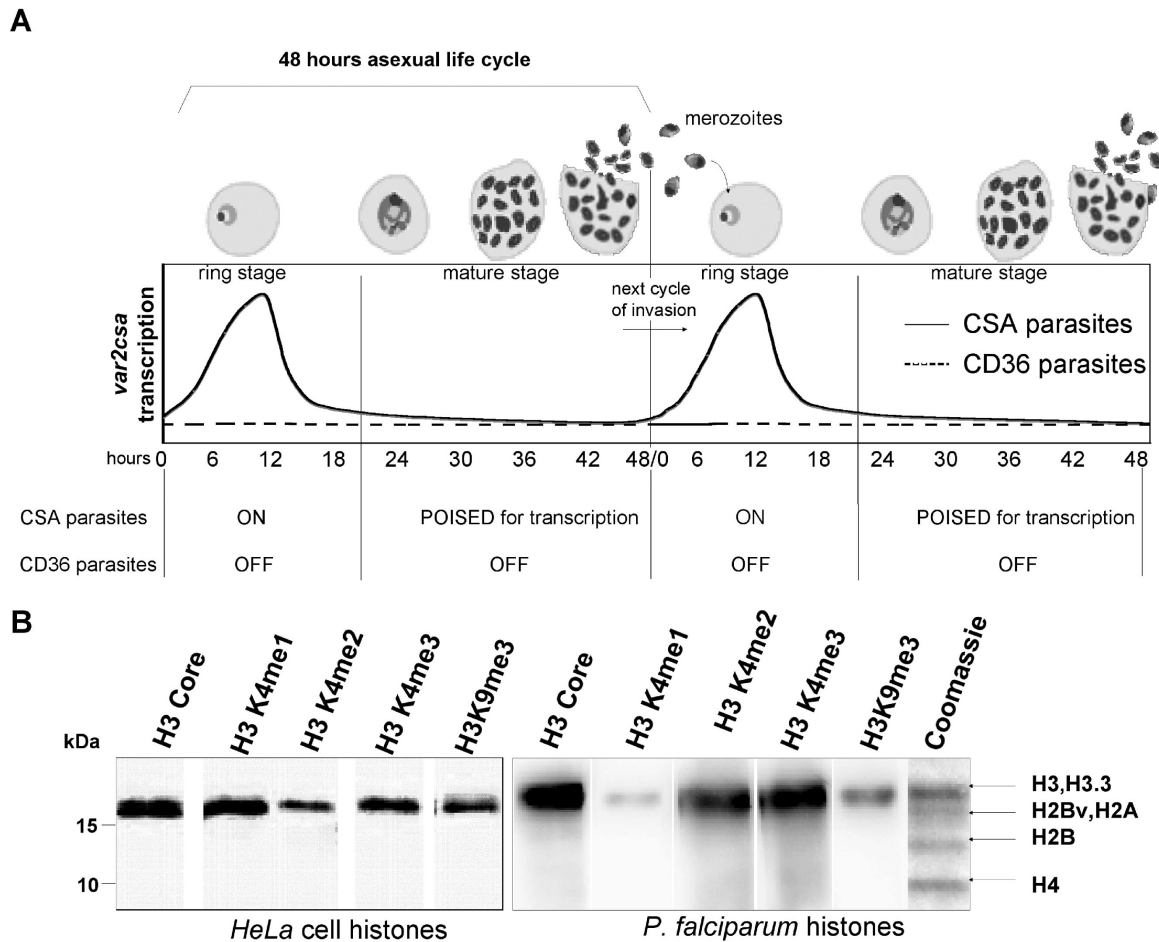 A
48 hours asexual life cycle
merozoites
ring stage
mature stage
ring stage
mature stage
next cycle
of invasion
CSA parasites
CD36 parasites
var2csa
transcription
hours 0 6 12 18 24 30 36 42 48/0 6 12 18 24 30 36 42 48
CSA parasites ON POISED for transcription ON POISED for transcription
CD36 parasites OFF OFF OFF OFF
B
H3 Core
H3 K4me1
H3 K4me2
H3 K4me3
H3K9me3
H3 Core
H3 K4me1
H3 K4me2
H3 K4me3
H3K9me3
Coomassie
kDa
15
10
H3,H3.3
H2Bv,H2A
H2B
H4
HeLa cell histones
P. falciparum histones